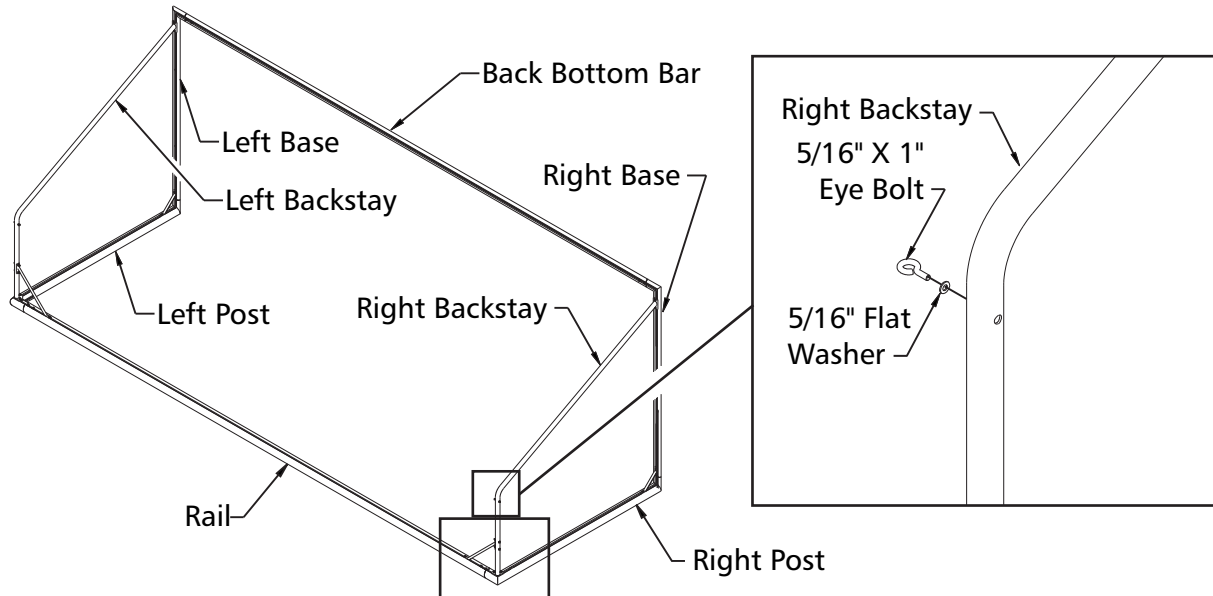 Back Bottom Bar
Left Base
Left Backstay
Right Base
Left Post
Right Backstay
Rail
Right Post
Right Backstay
5/16" X 1"
Eye Bolt
5/16" Flat
Washer